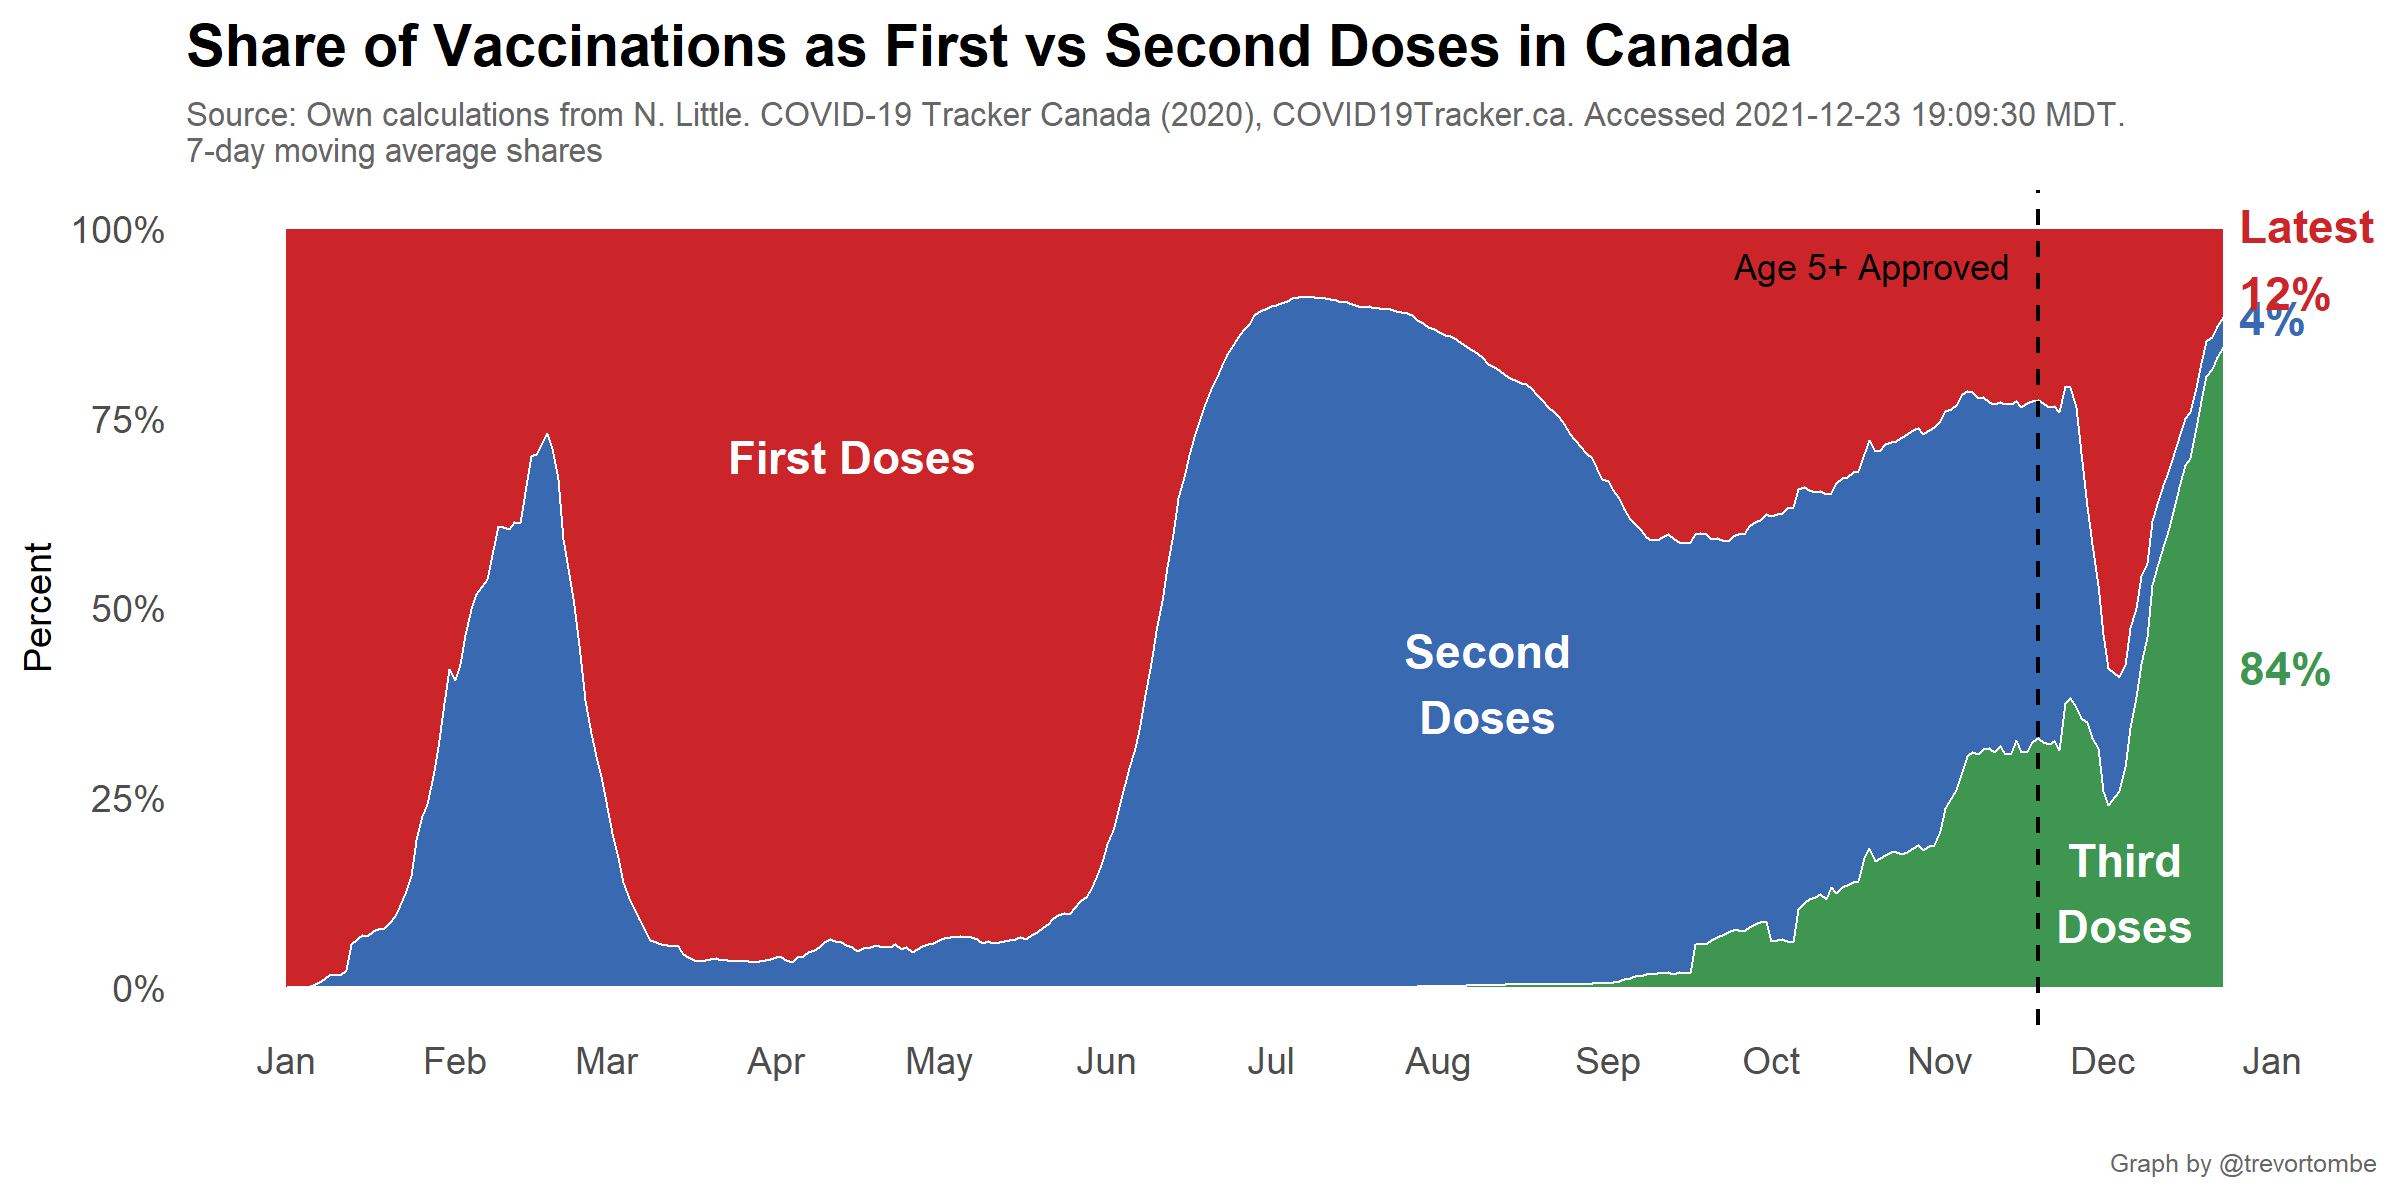 Share of Vaccinations as First vs Second Doses in Canada
Source: Own calculations from N. Little. COVID-19 Tracker Canada (2020), COVID19Tracker.ca. Accessed 2021-12-23 19:09:30 MDT.
7-day moving average shares
100%
75%
50%
25%
0%
Percent
Age 5+ Approved
First Doses
Second
Doses
Third
Doses
Latest
12%
4%
84%
Jan Feb Mar Apr May Jun Jul Aug Sep Oct Nov Dec Jan
Graph by @trevortombe